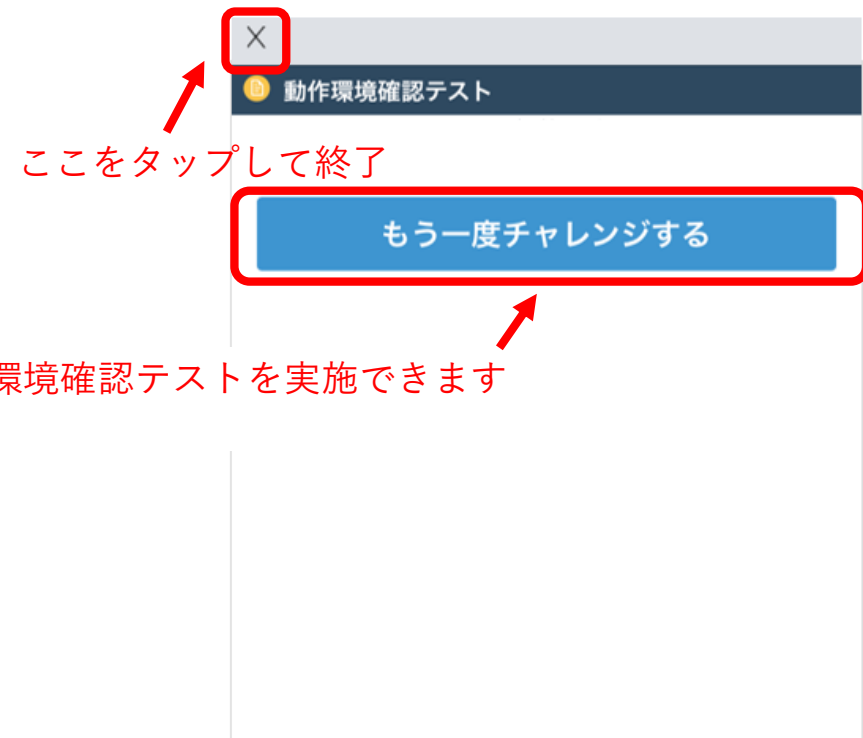 X
動作環境確認テスト
ここをタップして終了
もう一度チャレンジする
環境確認テストを実施できます